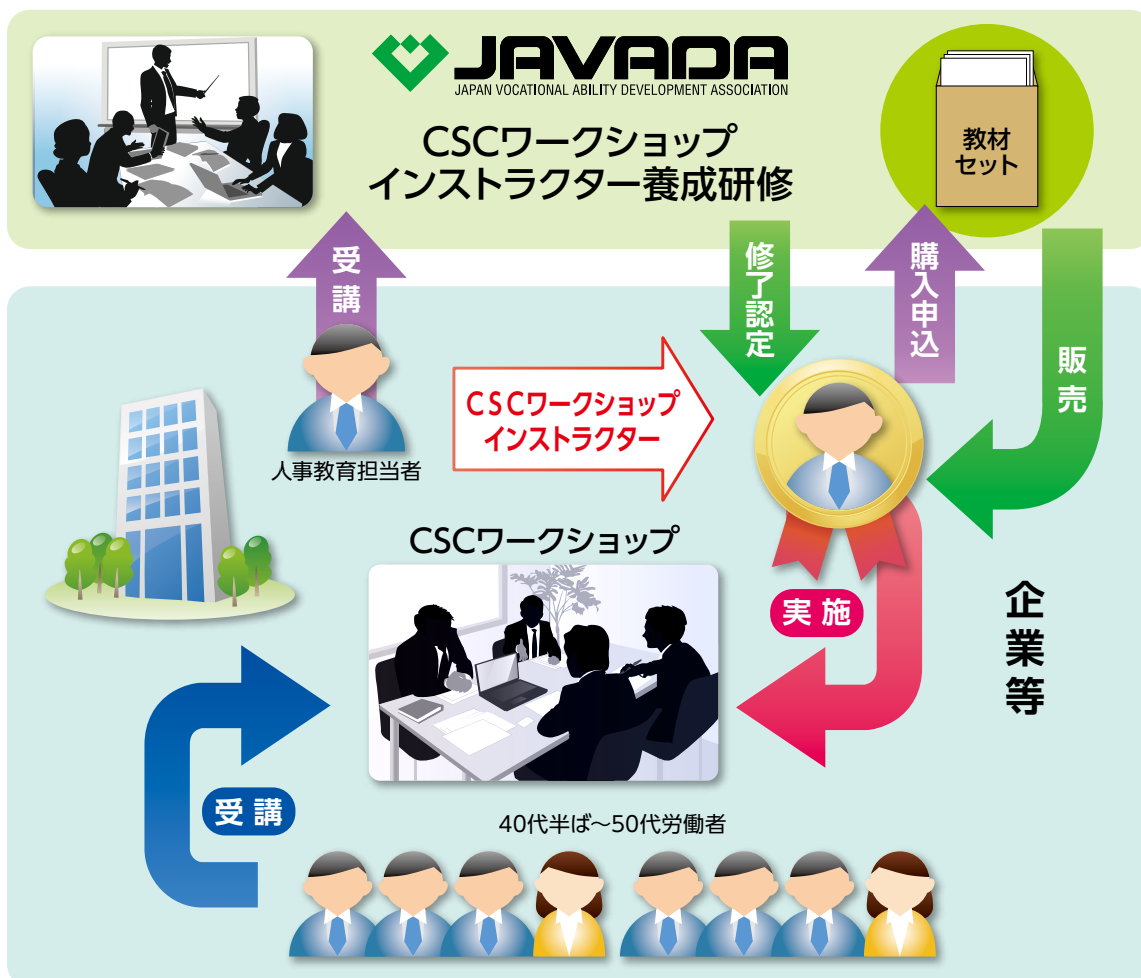 JAVADA
JAPAN VOCATIONAL ABILITY DEVELOPMENT ASSOCIATION
CSCワークショップ
インストラクター養成研修
教材
セット
受講
修了認定
購入申込
販売
人事教育担当者
CSCワークショップ
インストラクター
CSCワークショップ
実施
企業等
受講
40代半ば～50代労働者